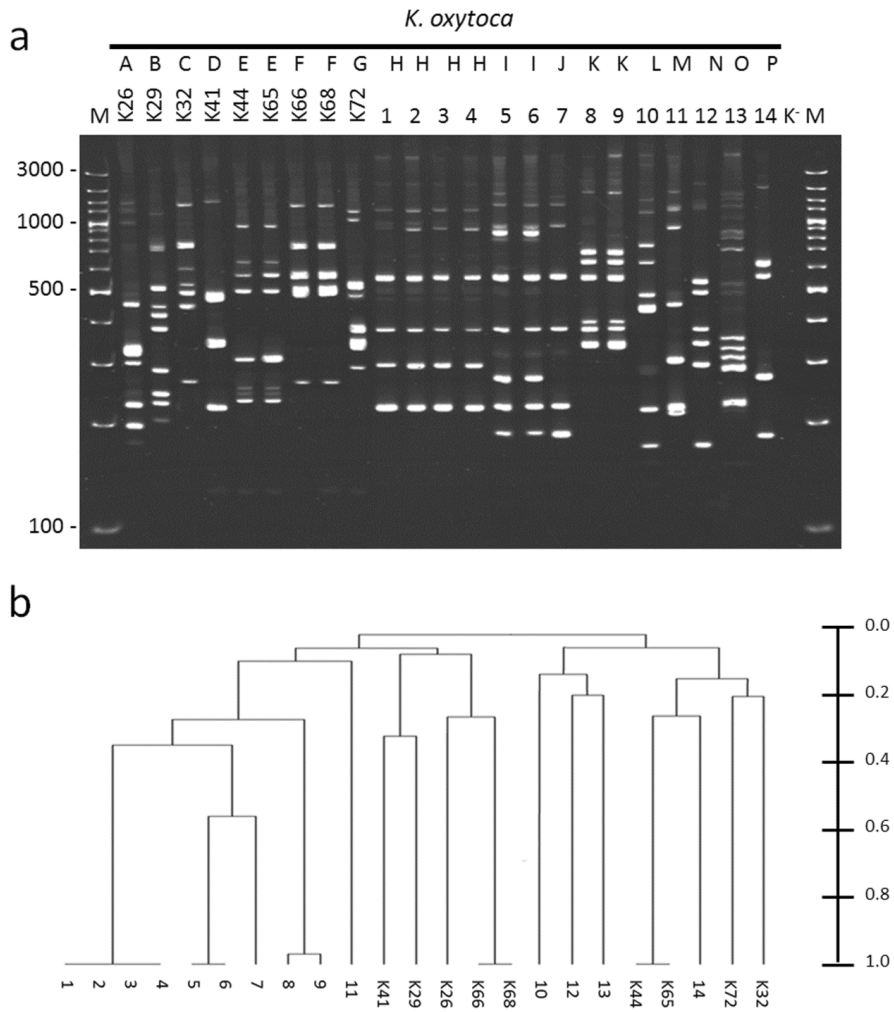 a
K. oxytoca
A B C D E E F F G H H H H I I J K K L M N O P
M K26 K29 K32 K41 K44 K65 K66 K68 K72 1 2 3 4 5 6 7 8 9 10 11 12 13 14 K- M
3000 -
1000 -
500 -
100 -
b
0.0
0.2
0.4
0.6
0.8
1.0
1 2 3 4 5 6 7 8 9 11 K41 K29 K26 K66 K68 10 12 13 K44 K65 14 K72 K32